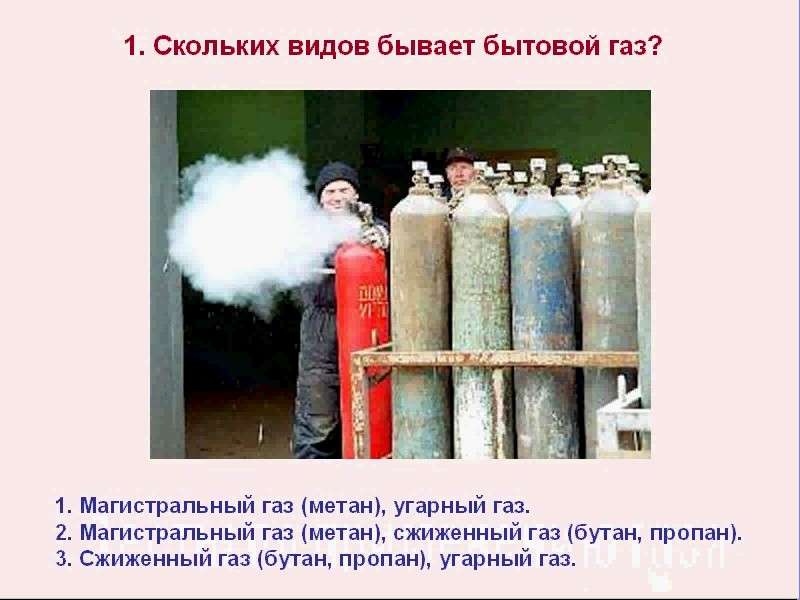 1. Скольких видов бывает бытовой газ?
1. Магистральный газ (метан), угарный газ.
2. Магистральный газ (метан), сжиженный газ (бутан, пропан).
3. Сжиженный газ (бутан, пропан), угарный газ.